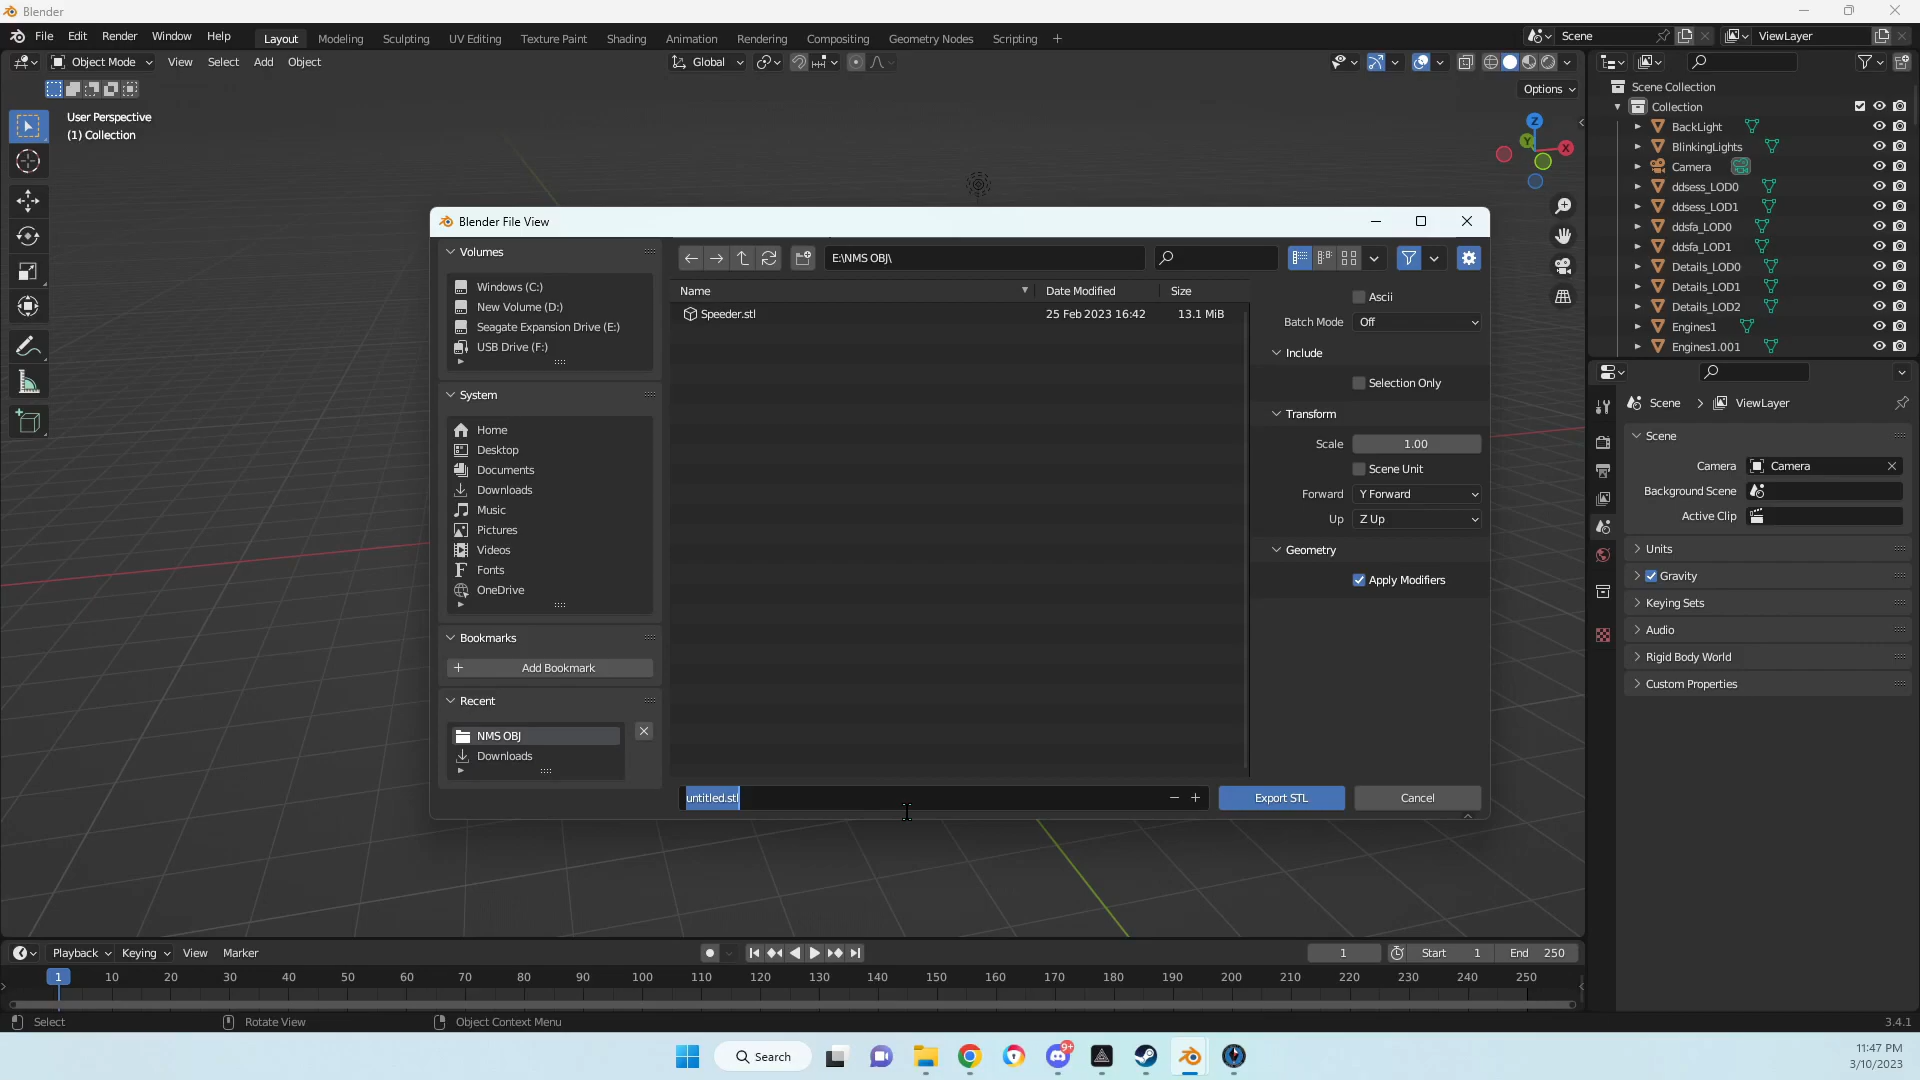 Blender
File Edit Render Window Help Layout Modeling Sculpting UV Editing Texture Paint Shading Animation Rendering Compositing Geometry Nodes Scripting + Scene ViewLayer
Object Mode View Select Add Object Global
Options
User Perspective
(1) Collection
Z
Y
X
Scene Collection
Collection
BackLight
BlinkingLights
Camera
ddsess_LOD0
ddsess_LOD1
ddsfa_LOD0
ddsfa_LOD1
Details_LOD0
Details_LOD1
Details_LOD2
Engines1
Engines1.001
Blender File View
Volumes
Windows (C:)
New Volume (D:)
Seagate Expansion Drive (E:)
USB Drive (F:)
System
Home
Desktop
Documents
Downloads
Music
Pictures
Videos
Fonts
OneDrive
Bookmarks
Add Bookmark
Recent
NMS OBJ
Downloads
E:\NMS OBJ\
Name Date Modified Size
Speeder.stl 25 Feb 2023 16:42 13.1 MiB
Ascii
Batch Mode Off
Include
Selection Only
Transform
Scale 1.00
Scene Unit
Forward Y Forward
Up Z Up
Geometry
Apply Modifiers
untitled.stl
Export STL
Cancel
Scene ViewLayer
Scene
Camera Camera
Background Scene
Active Clip
Units
Gravity
Keying Sets
Audio
Rigid Body World
Custom Properties
Playback Keying View Marker 1 Start 1 End 250
1 10 20 30 40 50 60 70 80 90 100 110 120 130 140 150 160 170 180 190 200 210 220 230 240 250
Select Rotate View Object Context Menu 3.4.1
Search
9+
11:47 PM
3/10/2023